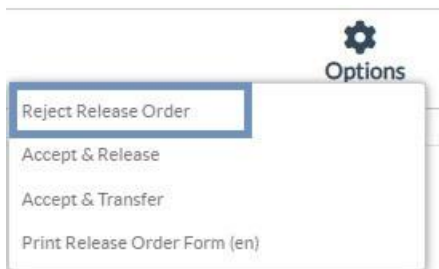 Options
Reject Release Order
Accept & Release
Accept & Transfer
Print Release Order Form (en)